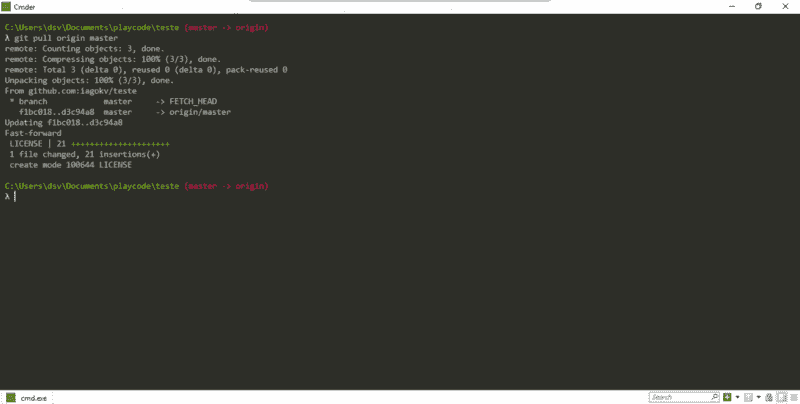 Cmder
C:\Users\dsv\Documents\playcode\teste (master -> origin)
λ git pull origin master
remote: Counting objects: 3, done.
remote: Compressing objects: 100% (3/3), done.
remote: Total 3 (delta 0), reused 0 (delta 0), pack-reused 0
Unpacking objects: 100% (3/3), done.
From github.com:iagokv/teste
* branch master -> FETCH_HEAD
f1bc018..d3c94a8 master -> origin/master
Updating f1bc018..d3c94a8
Fast-forward
LICENSE | 21 +++++++++++++++++++++
1 file changed, 21 insertions(+)
create mode 100644 LICENSE
C:\Users\dsv\Documents\playcode\teste (master -> origin)
λ
cmd.exe
Search